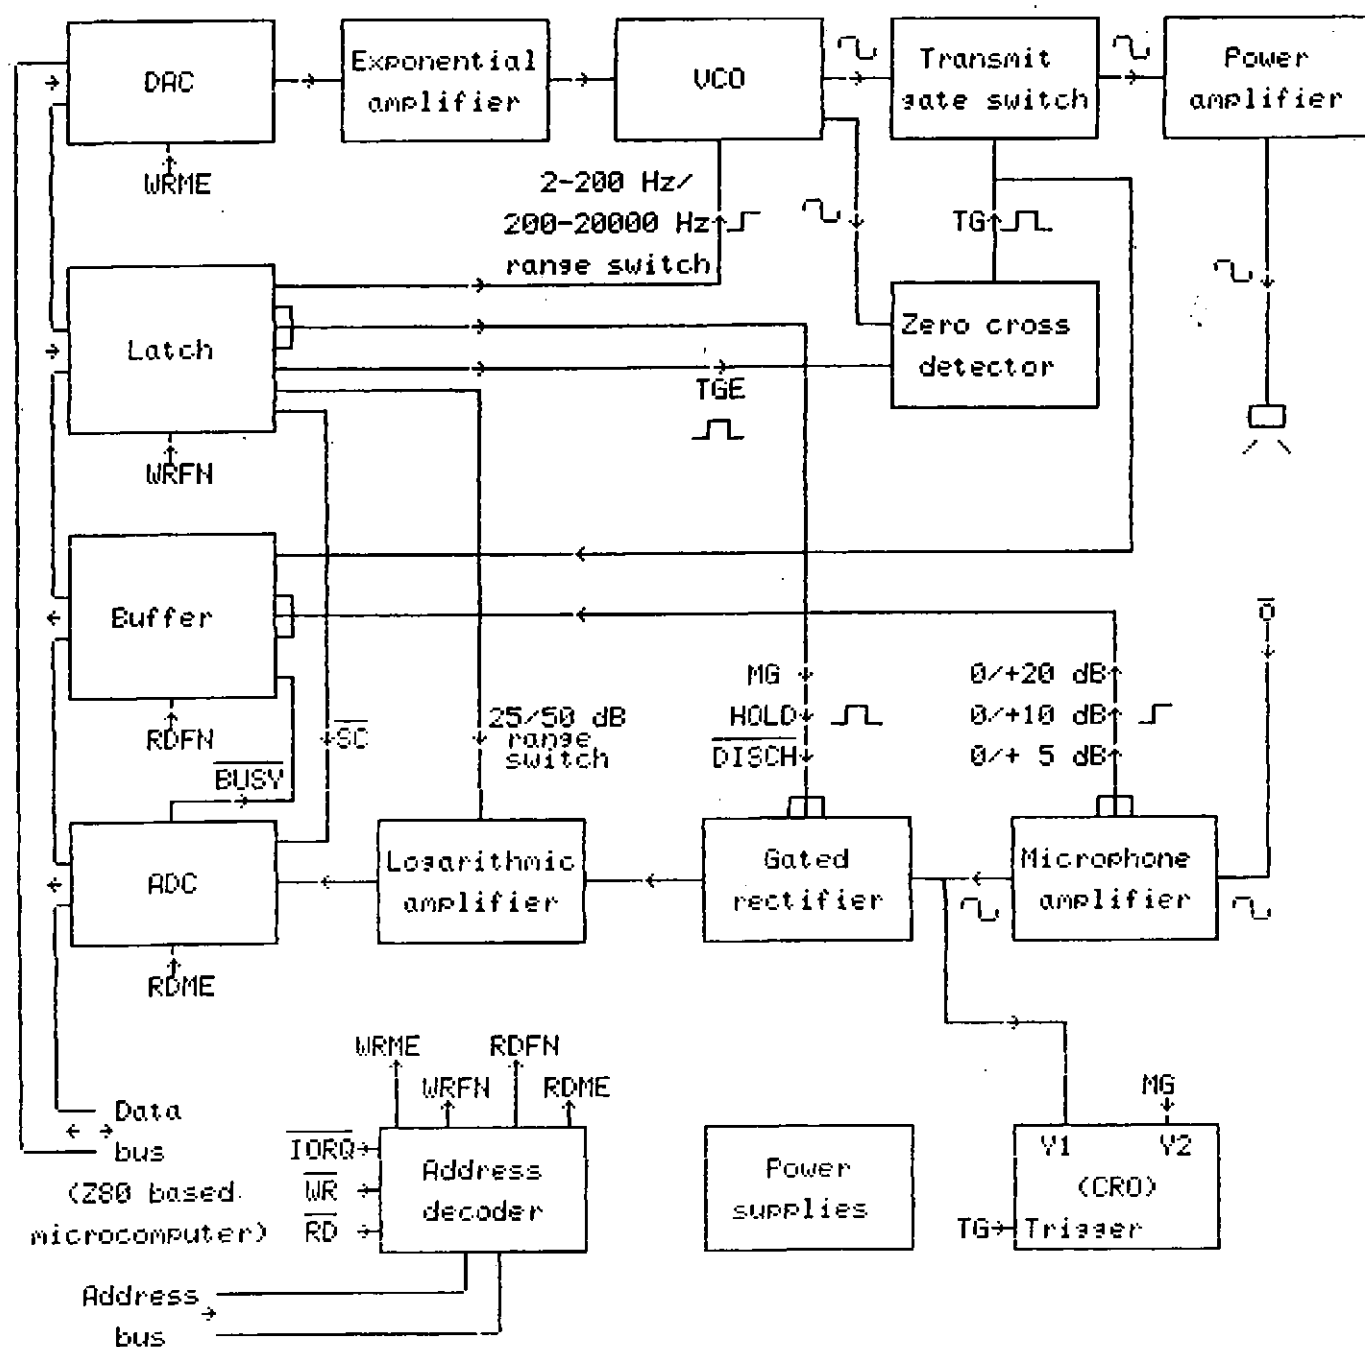 DAC
Exponential
amplifier
VCO
Transmit
gate switch
Power
amplifier
WRME
2-200 Hz/
200-20000 Hz
range switch
TG
Latch
Zero cross
detector
TGE
WRFN
Buffer
RDFN
BUSY
SC
25/50 dB
range
switch
MG
HOLD
DISCH
0/+20 dB
0/+10 dB
0/+ 5 dB
ADC
Logarithmic
amplifier
Gated
rectifier
Microphone
amplifier
RDME
WRME
RDFN
WRFN
RDME
Data
bus
(Z80 based
microcomputer)
IORQ
WR
RD
Address
decoder
Power
supplies
MG
V1 V2
(CRO)
TG
Trigger
Address
bus